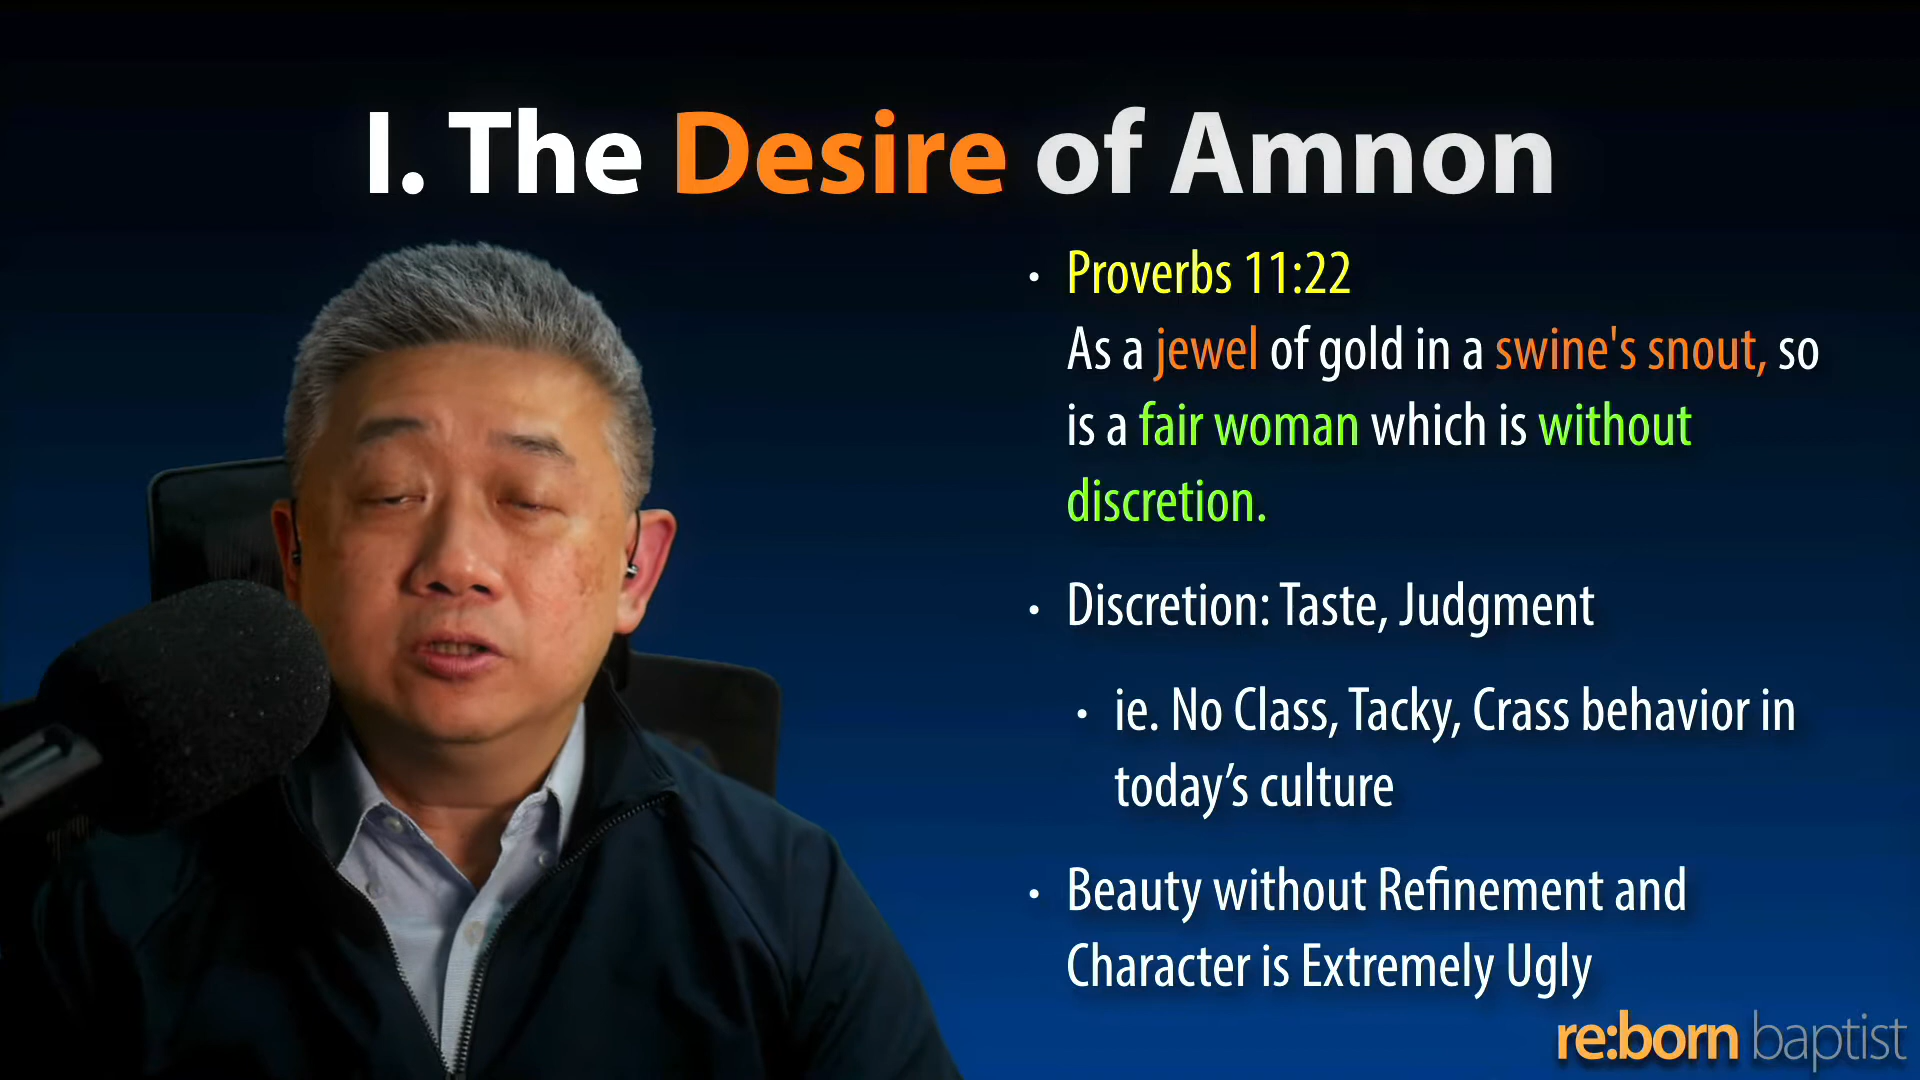 I. The Desire of Amnon
• Proverbs 11:22
As a jewel of gold in a swine's snout, so
is a fair woman which is without
discretion.
• Discretion: Taste, Judgment
• ie. No Class, Tacky, Crass behavior in
today’s culture
• Beauty without Refinement and
Character is Extremely Ugly
re:born baptist